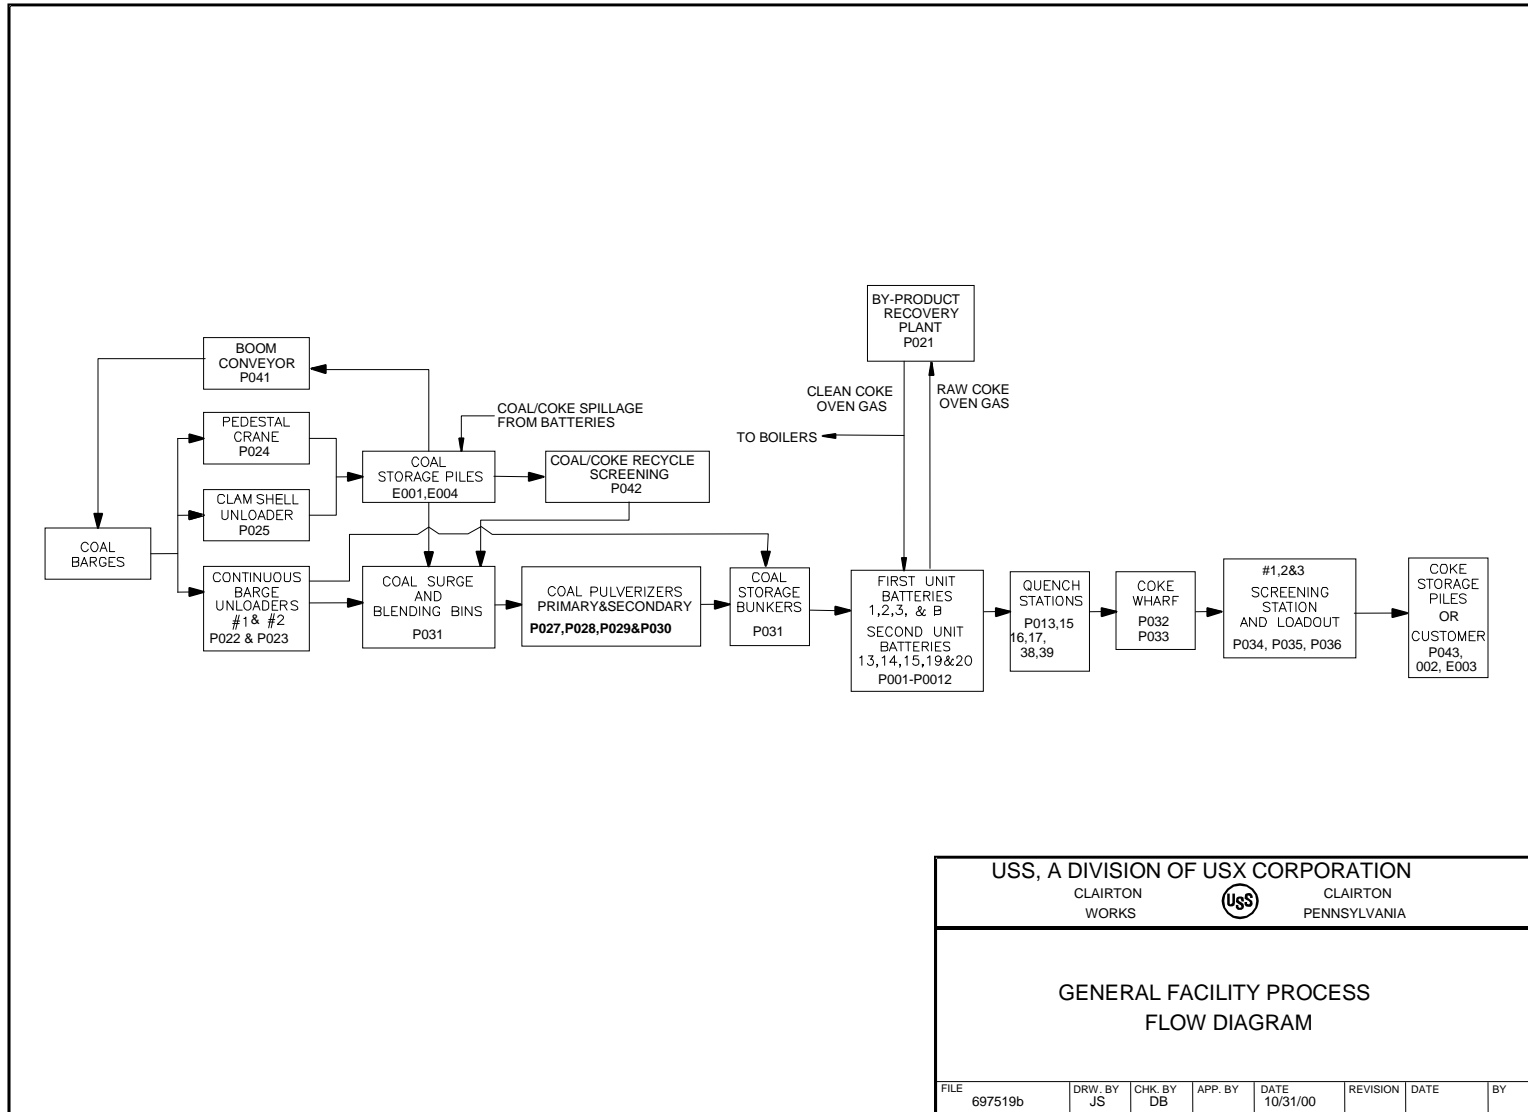 BY-PRODUCT
RECOVERY
PLANT
P021
CLEAN COKE
OVEN GAS
RAW COKE
OVEN GAS
TO BOILERS
BOOM
CONVEYOR
P041
PEDESTAL
CRANE
P024
CLAM SHELL
UNLOADER
P025
COAL
BARGES
CONTINUOUS
BARGE
UNLOADERS
#1 & #2
P022 & P023
COAL/COKE SPILLAGE
FROM BATTERIES
COAL
STORAGE PILES
E001,E004
COAL/COKE RECYCLE
SCREENING
P042
COAL SURGE
AND
BLENDING BINS
P031
COAL PULVERIZERS
PRIMARY&SECONDARY
P027,P028,P029&P030
COAL
STORAGE
BUNKERS
P031
FIRST UNIT
BATTERIES
1,2,3, & B
SECOND UNIT
BATTERIES
13,14,15,19&20
P001-P0012
QUENCH
STATIONS
P013,15
16,17,
38,39
COKE
WHARF
P032
P033
#1,2&3
SCREENING
STATION
AND LOADOUT
P034, P035, P036
COKE
STORAGE
PILES
OR
CUSTOMER
P043,
002, E003
USS, A DIVISION OF USX CORPORATION
CLAIRTON
WORKS
USS
CLAIRTON
PENNSYLVANIA
GENERAL FACILITY PROCESS
FLOW DIAGRAM
FILE
697519b
DRW. BY
JS
CHK. BY
DB
APP. BY
DATE
10/31/00
REVISION
DATE
BY